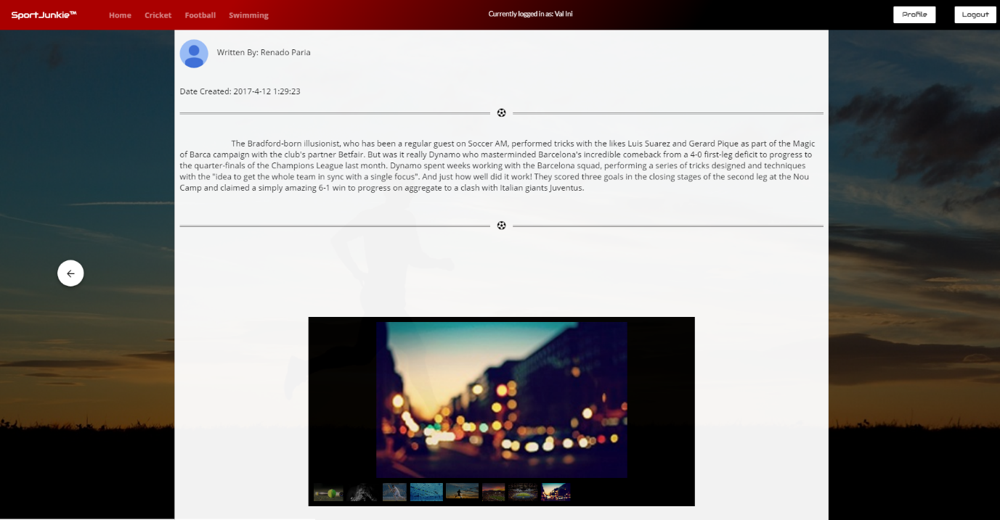 SportJunkie™ Home Cricket Football Swimming Currently logged in as: Val Ini Profile Logout
Written By: Renado Paria
Date Created: 2017-4-12 1:29:23
The Bradford-born illusionist, who has been a regular guest on Soccer AM, performed tricks with the likes Luis Suarez and Gerard Pique as part of the Magic
of Barca campaign with the club's partner Betfair. But was it really Dynamo who masterminded Barcelona's incredible comeback from a 4-0 first-leg deficit to progress to
the quarter-finals of the Champions League last month. Dynamo spent weeks working with the Barcelona squad, performing a series of tricks designed and techniques
with the "idea to get the whole team in sync with a single focus". And just how well did it work! They scored three goals in the closing stages of the second leg at the Nou
Camp and claimed a simply amazing 6-1 win to progress on aggregate to a clash with Italian giants Juventus.